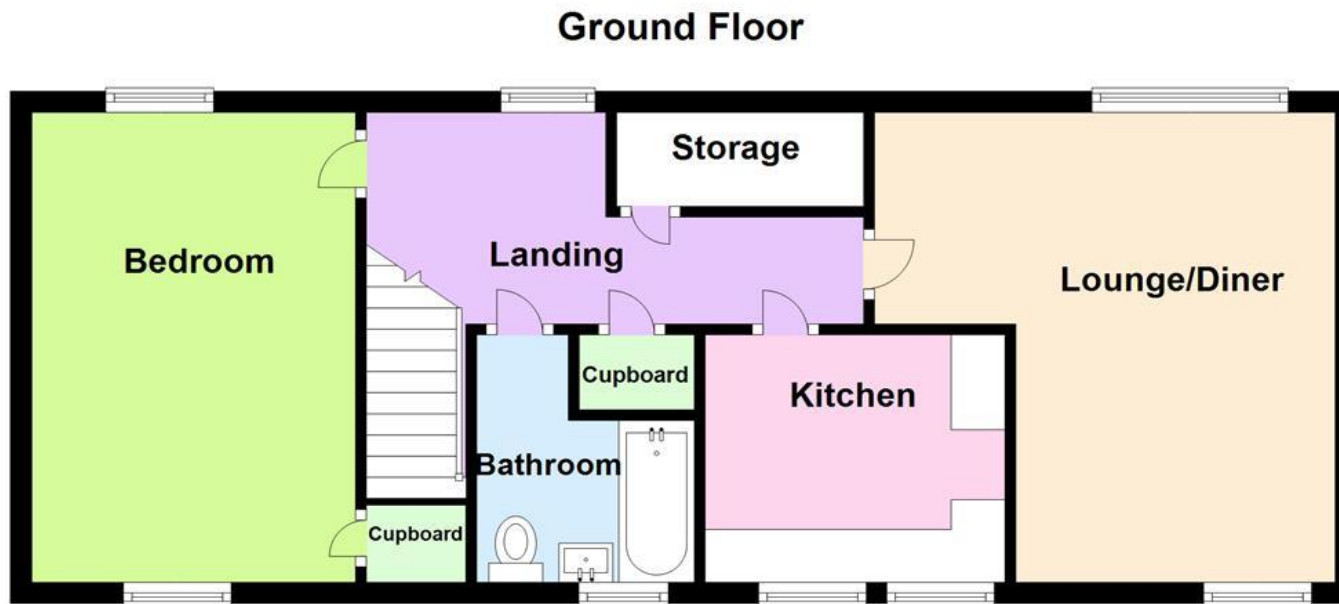 Ground Floor
Storage
Bedroom
Landing
Lounge/Diner
Cupboard
Kitchen
Bathroom
Cupboard